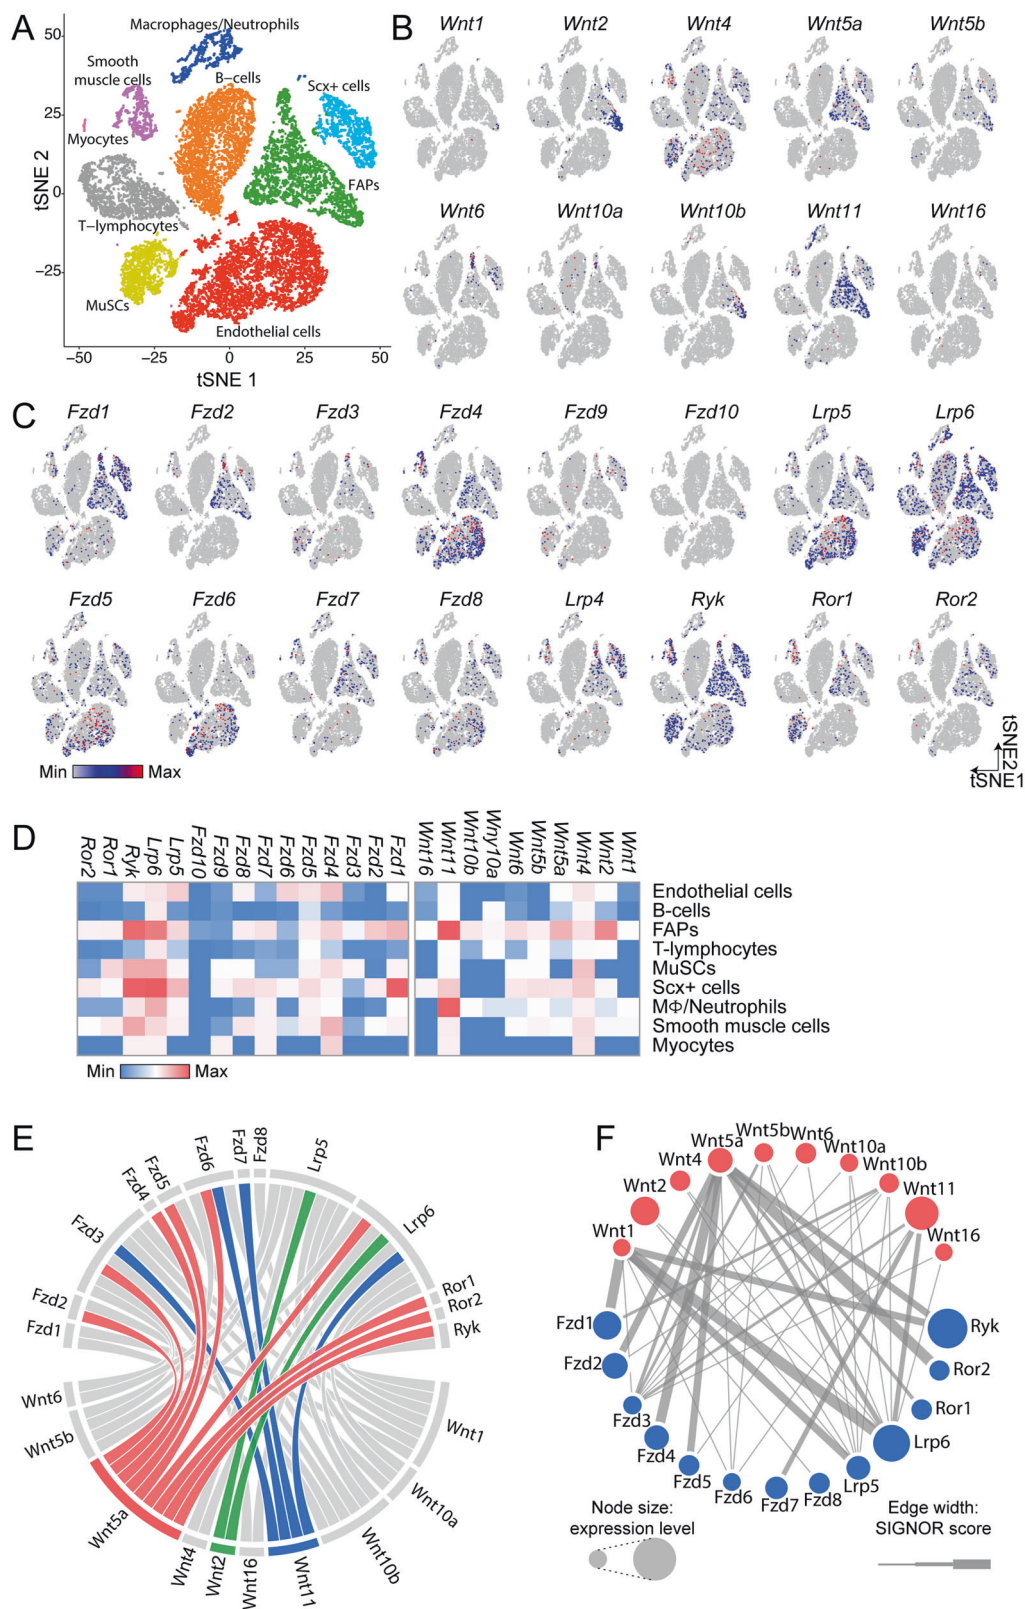 A
Macrophages/Neutrophils
Smooth
muscle cells
B−cells
Scx+ cells
Myocytes
FAPs
T−lymphocytes
MuSCs
Endothelial cells
50
25
0
−25
tSNE 2
−50
−25
0
25
50
tSNE 1
B
Wnt1
Wnt2
Wnt4
Wnt5a
Wnt5b
Wnt6
Wnt10a
Wnt10b
Wnt11
Wnt16
C
Fzd1
Fzd2
Fzd3
Fzd4
Fzd9
Fzd10
Lrp5
Lrp6
Fzd5
Fzd6
Fzd7
Fzd8
Lrp4
Ryk
Ror1
Ror2
Min
Max
tSNE2
tSNE1
D
Ror2
Ror1
Ryk
Lrp6
Lrp5
Fzd10
Fzd9
Fzd8
Fzd7
Fzd6
Fzd5
Fzd4
Fzd3
Fzd2
Fzd1
Wnt16
Wnt11
Wnt10b
Wny10a
Wnt6
Wnt5b
Wnt5a
Wnt4
Wnt2
Wnt1
Endothelial cells
B-cells
FAPs
T-lymphocytes
MuSCs
Scx+ cells
MΦ/Neutrophils
Smooth muscle cells
Myocytes
Min
Max
E
Fzd1
Fzd2
Fzd3
Fzd4
Fzd5
Fzd6
Fzd7
Fzd8
Lrp5
Lrp6
Ror1
Ror2
Ryk
Wnt1
Wnt10a
Wnt10b
Wnt11
Wnt16
Wnt2
Wnt4
Wnt5a
Wnt5b
Wnt6
F
Wnt1
Wnt2
Wnt4
Wnt5a
Wnt5b
Wnt6
Wnt10a
Wnt10b
Wnt11
Wnt16
Ryk
Ror2
Ror1
Lrp6
Lrp5
Fzd8
Fzd7
Fzd6
Fzd5
Fzd4
Fzd3
Fzd2
Fzd1
Node size:
expression level
Edge width:
SIGNOR score